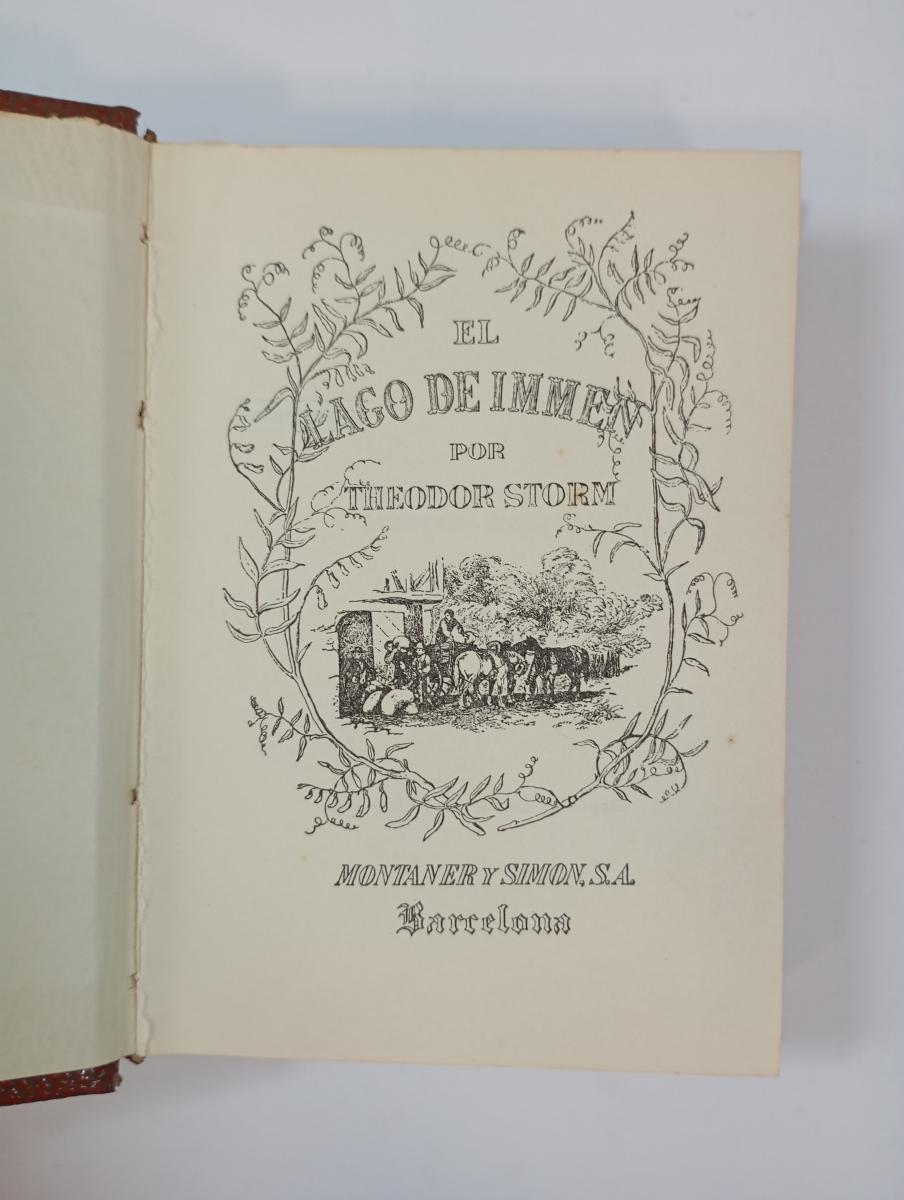 EL
LAGO DE IMMEN
POR
THEODOR STORM
MONTANER Y SIMON, S.A.
Barcelona